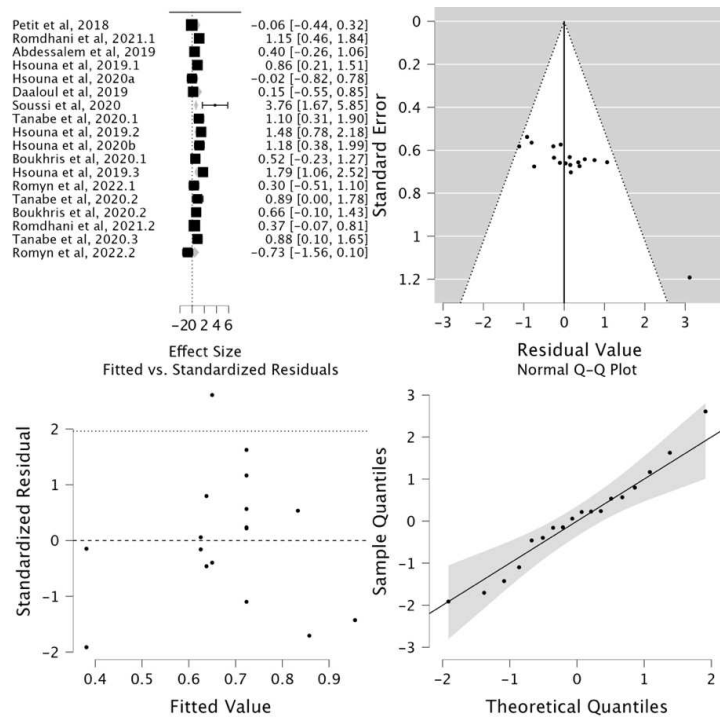 Petit et al, 2018 -0.06 [-0.44, 0.32]
Romdhani et al, 2021.1 1.15 [0.46, 1.84]
Abdessalem et al, 2019 0.40 [-0.26, 1.06]
Hsouna et al, 2019.1 0.86 [0.21, 1.51]
Hsouna et al, 2020a -0.02 [-0.82, 0.78]
Daaloul et al, 2019 0.15 [-0.55, 0.85]
Soussi et al, 2020 3.76 [1.67, 5.85]
Tanabe et al, 2020.1 1.10 [0.31, 1.90]
Hsouna et al, 2019.2 1.48 [0.78, 2.18]
Hsouna et al, 2020b 1.18 [0.38, 1.99]
Boukhris et al, 2020.1 0.52 [-0.23, 1.27]
Hsouna et al, 2019.3 1.79 [1.06, 2.52]
Romyn et al, 2022.1 0.30 [-0.51, 1.10]
Tanabe et al, 2020.2 0.89 [0.00, 1.78]
Boukhris et al, 2020.2 0.66 [-0.10, 1.43]
Romdhani et al, 2021.2 0.37 [-0.07, 0.81]
Tanabe et al, 2020.3 0.88 [0.10, 1.65]
Romyn et al, 2022.2 -0.73 [-1.56, 0.10]
-2 0 2 4 6
Effect Size
0
0.2
0.4
0.6
0.8
1
1.2
Standard Error
-3 -2 -1 0 1 2 3
Residual Value
Fitted vs. Standardized Residuals
2
1
0
-1
-2
Standardized Residual
0.4 0.5 0.6 0.7 0.8 0.9
Fitted Value
Normal Q-Q Plot
3
2
1
0
-1
-2
-3
Sample Quantiles
-2 -1 0 1 2
Theoretical Quantiles